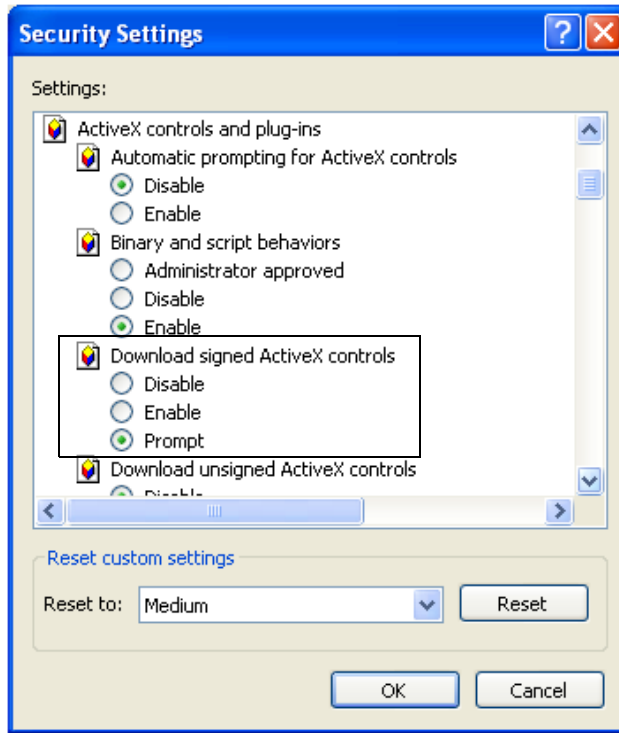 Security Settings
Settings:
ActiveX controls and plug-ins
Automatic prompting for ActiveX controls
Disable
Enable
Binary and script behaviors
Administrator approved
Disable
Enable
Download signed ActiveX controls
Disable
Enable
Prompt
Download unsigned ActiveX controls
Disable
Reset custom settings
Reset to: Medium Reset
OK Cancel